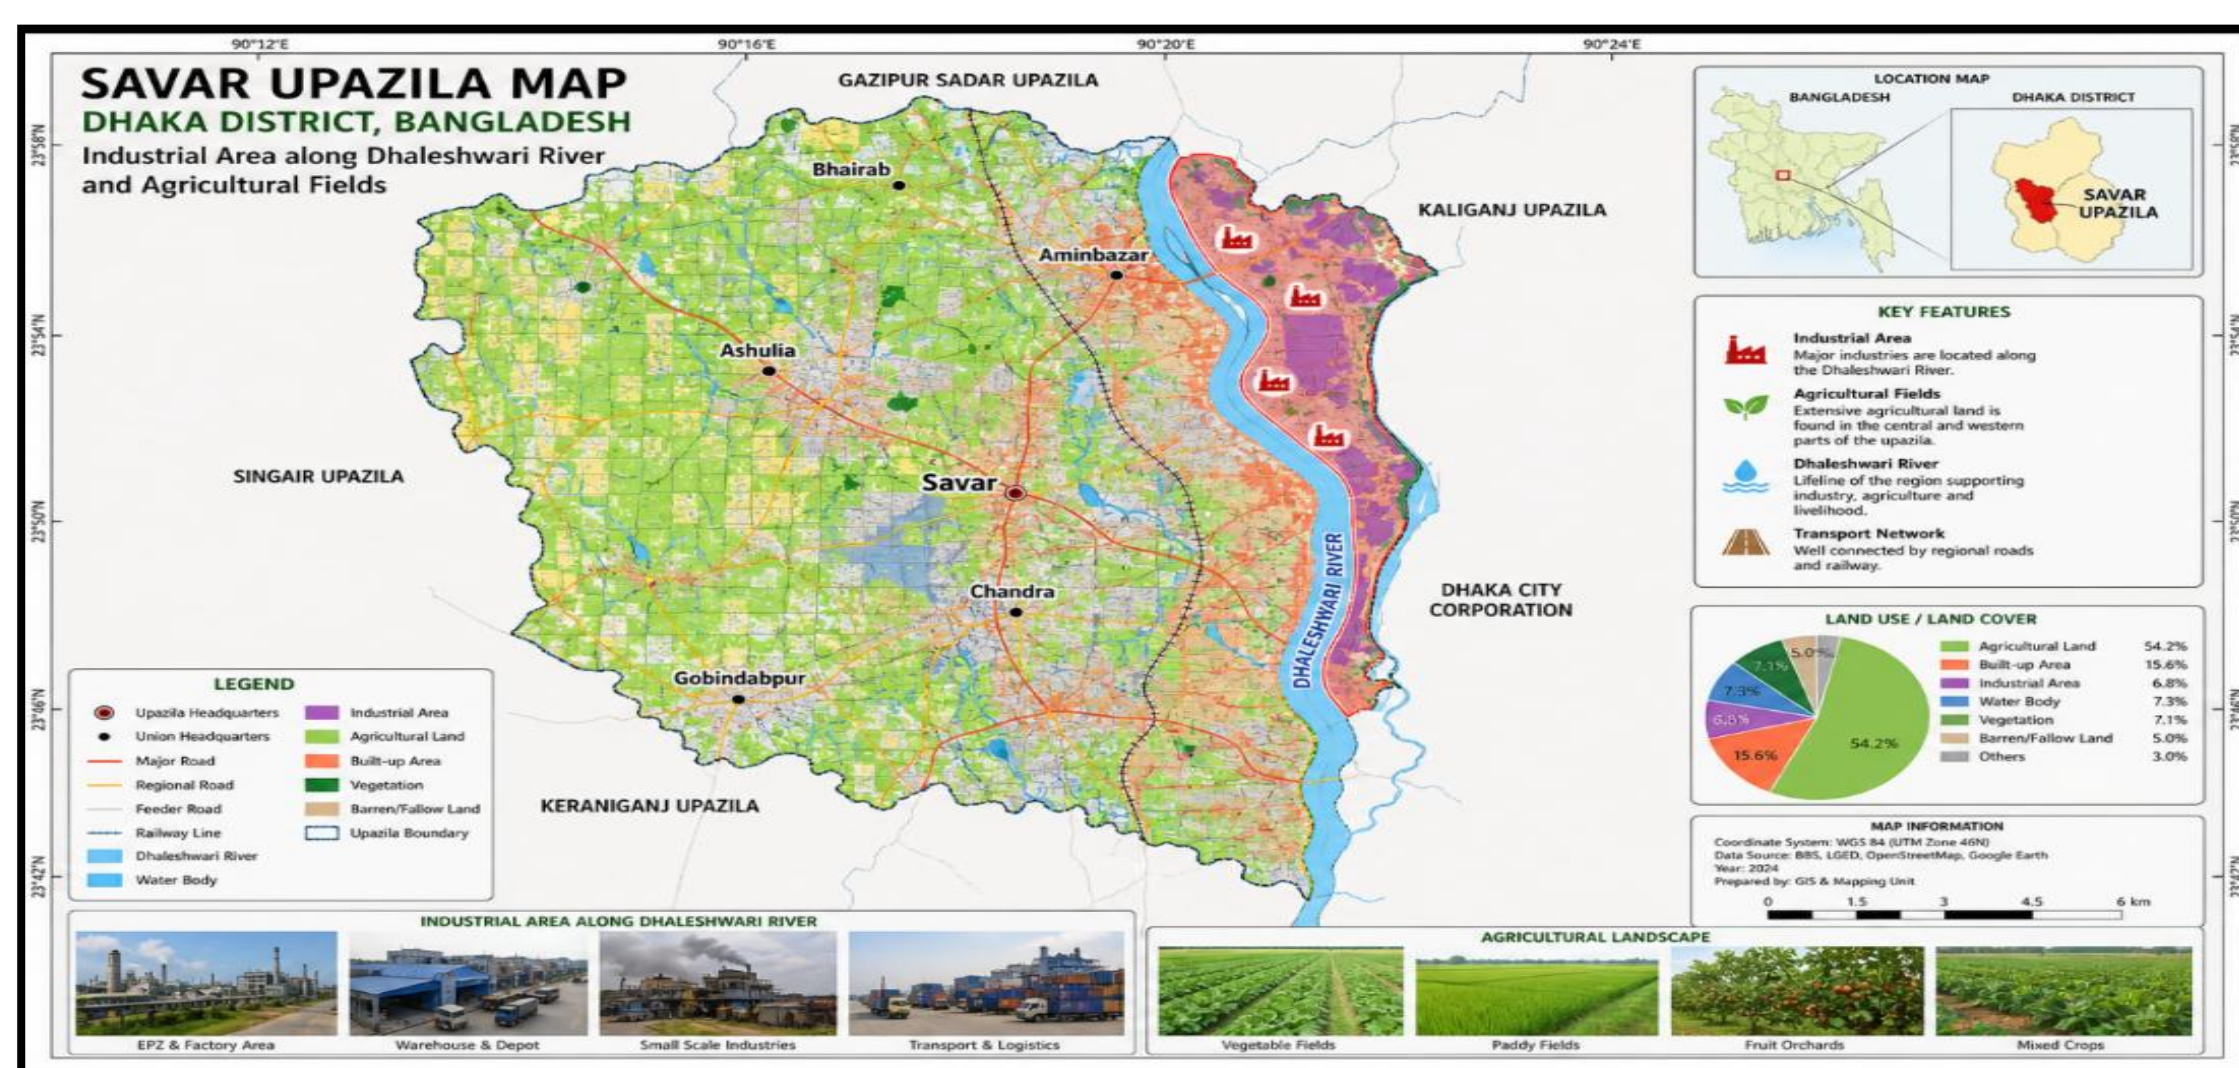 90°12'E 90°16'E 90°20'E 90°24'E
SAVAR UPAZILA MAP
DHAKA DISTRICT, BANGLADESH
Industrial Area along Dhaleshwari River
and Agricultural Fields
GAZIPUR SADAR UPAZILA
KALIGANJ UPAZILA
SINGAIR UPAZILA
DHAKA CITY
CORPORATION
KERANIGANJ UPAZILA
Bhairab
Aminbazar
Ashulia
Savar
Chandra
Gobindabpur
DHALESHWARI RIVER
23°58'N
23°54'N
23°50'N
23°46'N
23°42'N
LOCATION MAP
BANGLADESH
DHAKA DISTRICT
SAVAR
UPAZILA
23°58'N
23°54'N
23°50'N
23°46'N
23°42'N
KEY FEATURES
Industrial Area
Major industries are located along
the Dhaleshwari River.
Agricultural Fields
Extensive agricultural land is
found in the central and western
parts of the upazila.
Dhaleshwari River
Lifeline of the region supporting
industry, agriculture and
livelihood.
Transport Network
Well connected by regional roads
and railway.
LAND USE / LAND COVER
5.0%
7.1%
7.3%
6.8%
15.6%
54.2%
Agricultural Land 54.2%
Built-up Area 15.6%
Industrial Area 6.8%
Water Body 7.3%
Vegetation 7.1%
Barren/Fallow Land 5.0%
Others 3.0%
MAP INFORMATION
Coordinate System: WGS 84 (UTM Zone 46N)
Data Source: BBS, LGED, OpenStreetMap, Google Earth
Year: 2024
Prepared by: GIS & Mapping Unit
0 1.5 3 4.5 6 km
LEGEND
Upazila Headquarters
Union Headquarters
Major Road
Regional Road
Feeder Road
Railway Line
Dhaleshwari River
Water Body
Industrial Area
Agricultural Land
Built-up Area
Vegetation
Barren/Fallow Land
Upazila Boundary
INDUSTRIAL AREA ALONG DHALESHWARI RIVER
EPZ & Factory Area
Warehouse & Depot
Small Scale Industries
Transport & Logistics
AGRICULTURAL LANDSCAPE
Vegetable Fields
Paddy Fields
Fruit Orchards
Mixed Crops